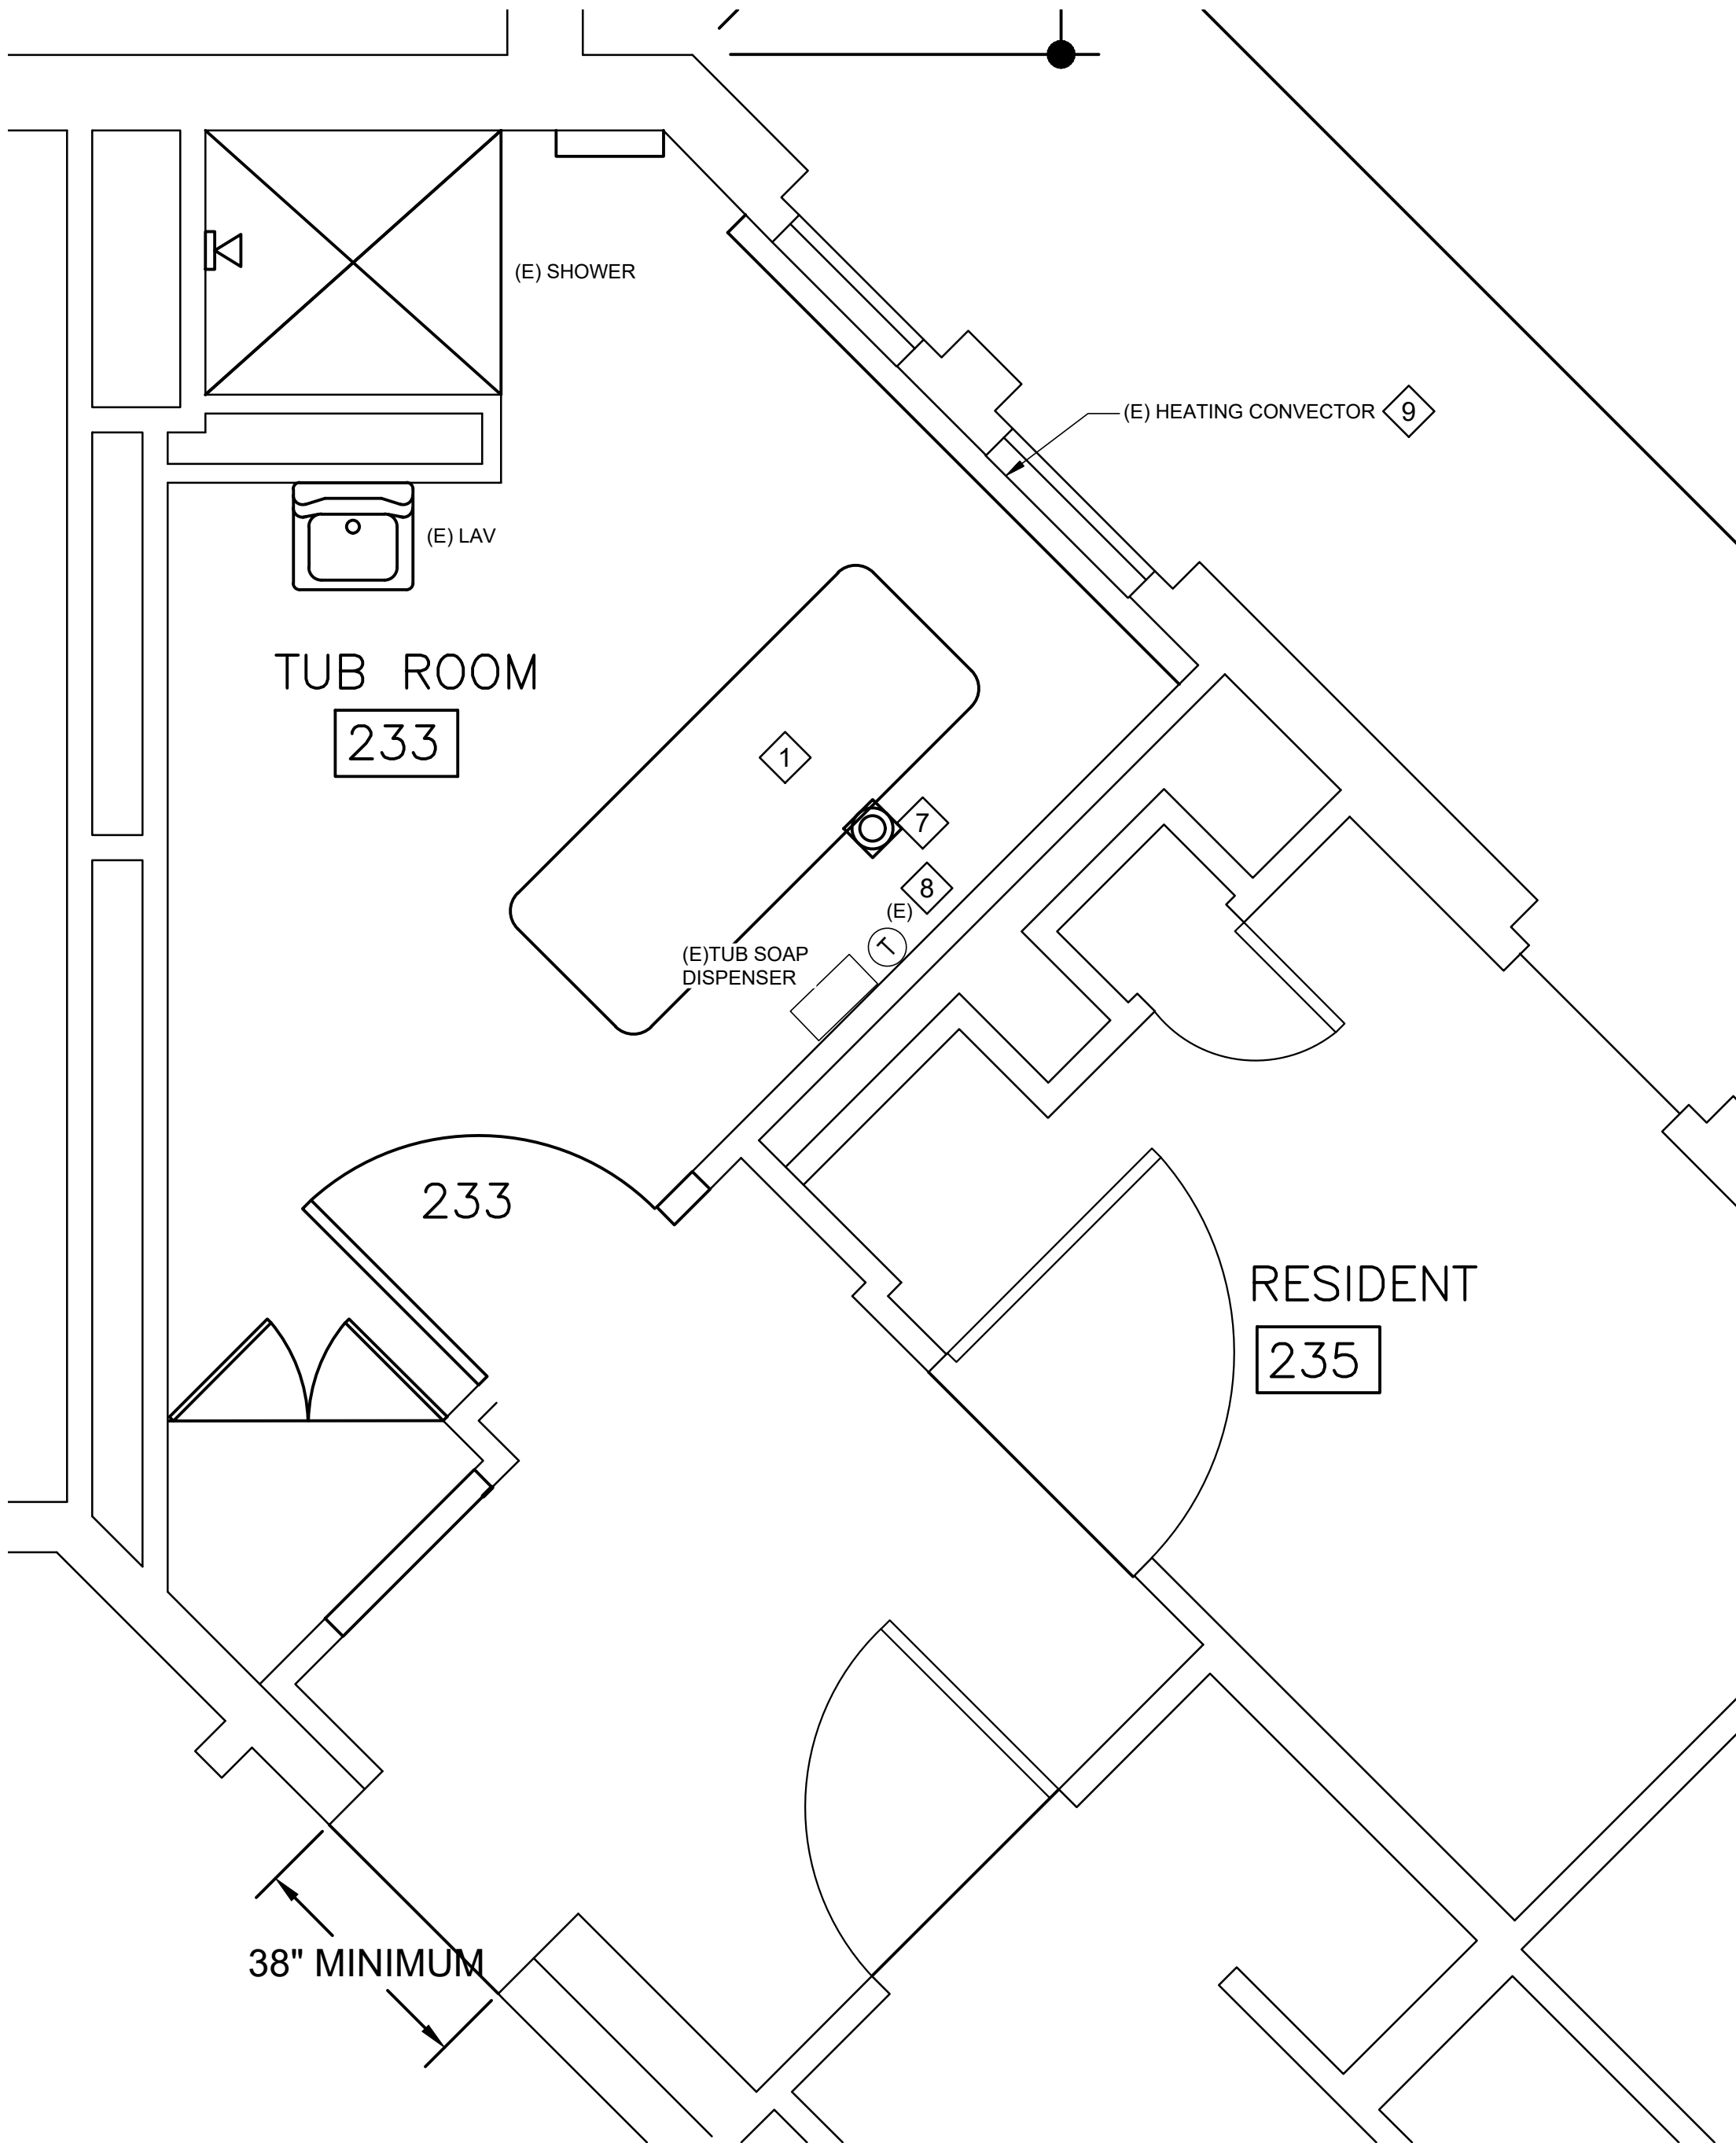 (E) SHOWER
(E) HEATING CONVECTOR 9
(E) LAV
TUB ROOM
233
1
7
8
(E)
T
(E)TUB SOAP
DISPENSER
233
RESIDENT
235
38" MINIMUM